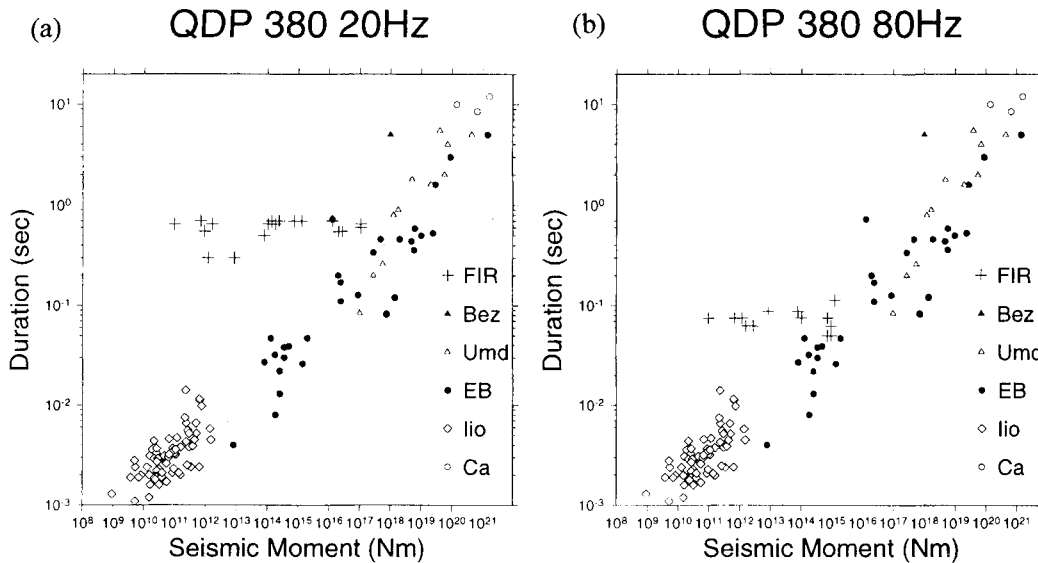 (a) QDP 380 20Hz
10¹
10⁰
10⁻¹
10⁻²
10⁻³
Duration (sec)
FIR
Bez
Umd
EB
Iio
Ca
10⁸ 10⁹ 10¹⁰ 10¹¹ 10¹² 10¹³ 10¹⁴ 10¹⁵ 10¹⁶ 10¹⁷ 10¹⁸ 10¹⁹ 10²⁰ 10²¹
Seismic Moment (Nm)
(b) QDP 380 80Hz
10¹
10⁰
10⁻¹
10⁻²
10⁻³
Duration (sec)
FIR
Bez
Umd
EB
Iio
Ca
10⁸ 10⁹ 10¹⁰ 10¹¹ 10¹² 10¹³ 10¹⁴ 10¹⁵ 10¹⁶ 10¹⁷ 10¹⁸ 10¹⁹ 10²⁰ 10²¹
Seismic Moment (Nm)